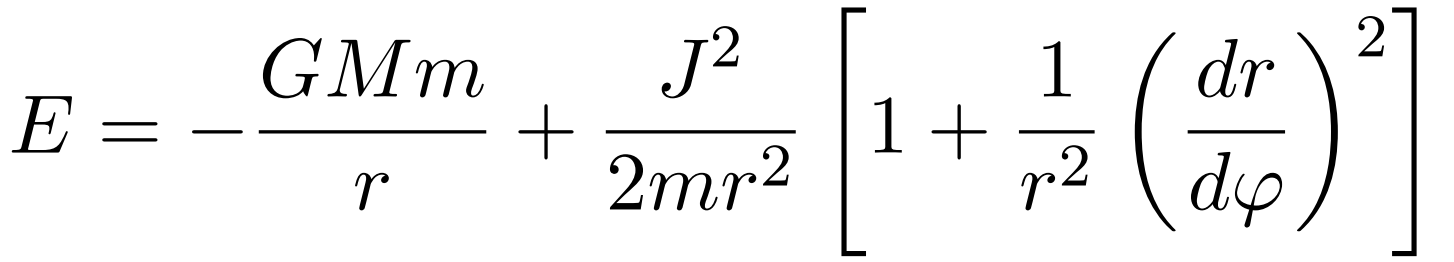 E = -\frac{GMm}{r} + \frac{J^2}{2mr^2} \left[ 1 + \frac{1}{r^2} \left( \frac{dr}{d\varphi} \right)^2 \right]